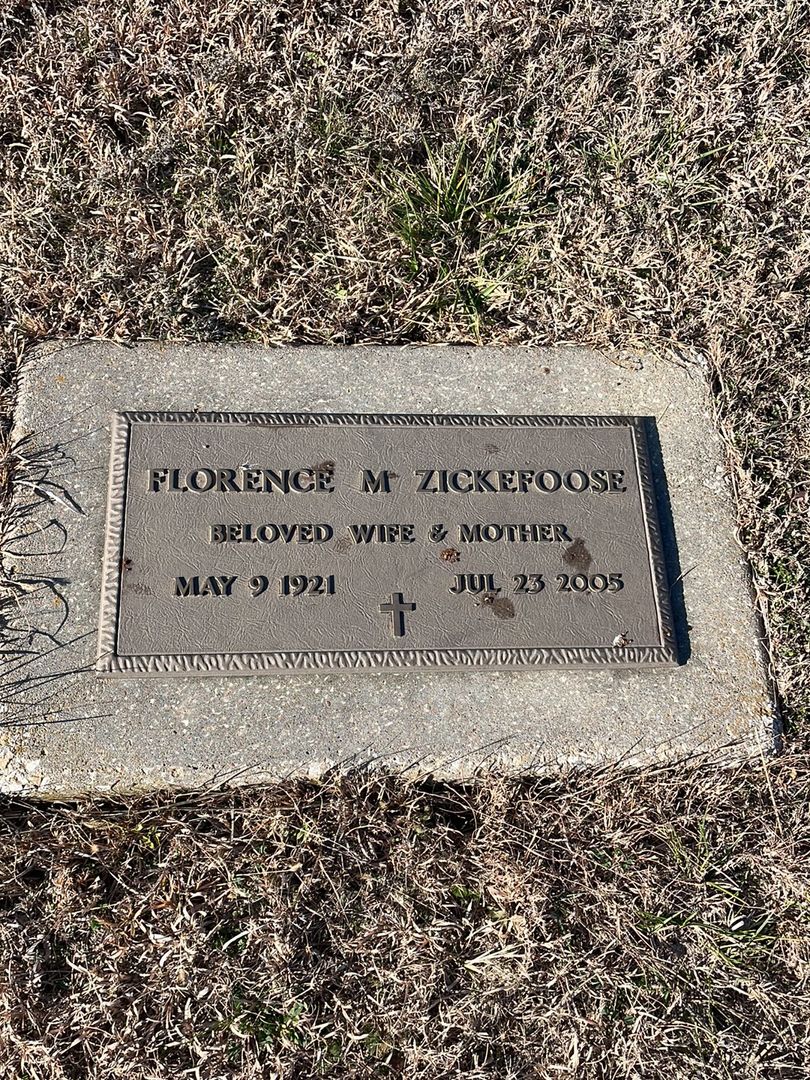 FLORENCE M ZICKEFOOSE
BELOVED WIFE & MOTHER
MAY 9 1921 JUL 23 2005